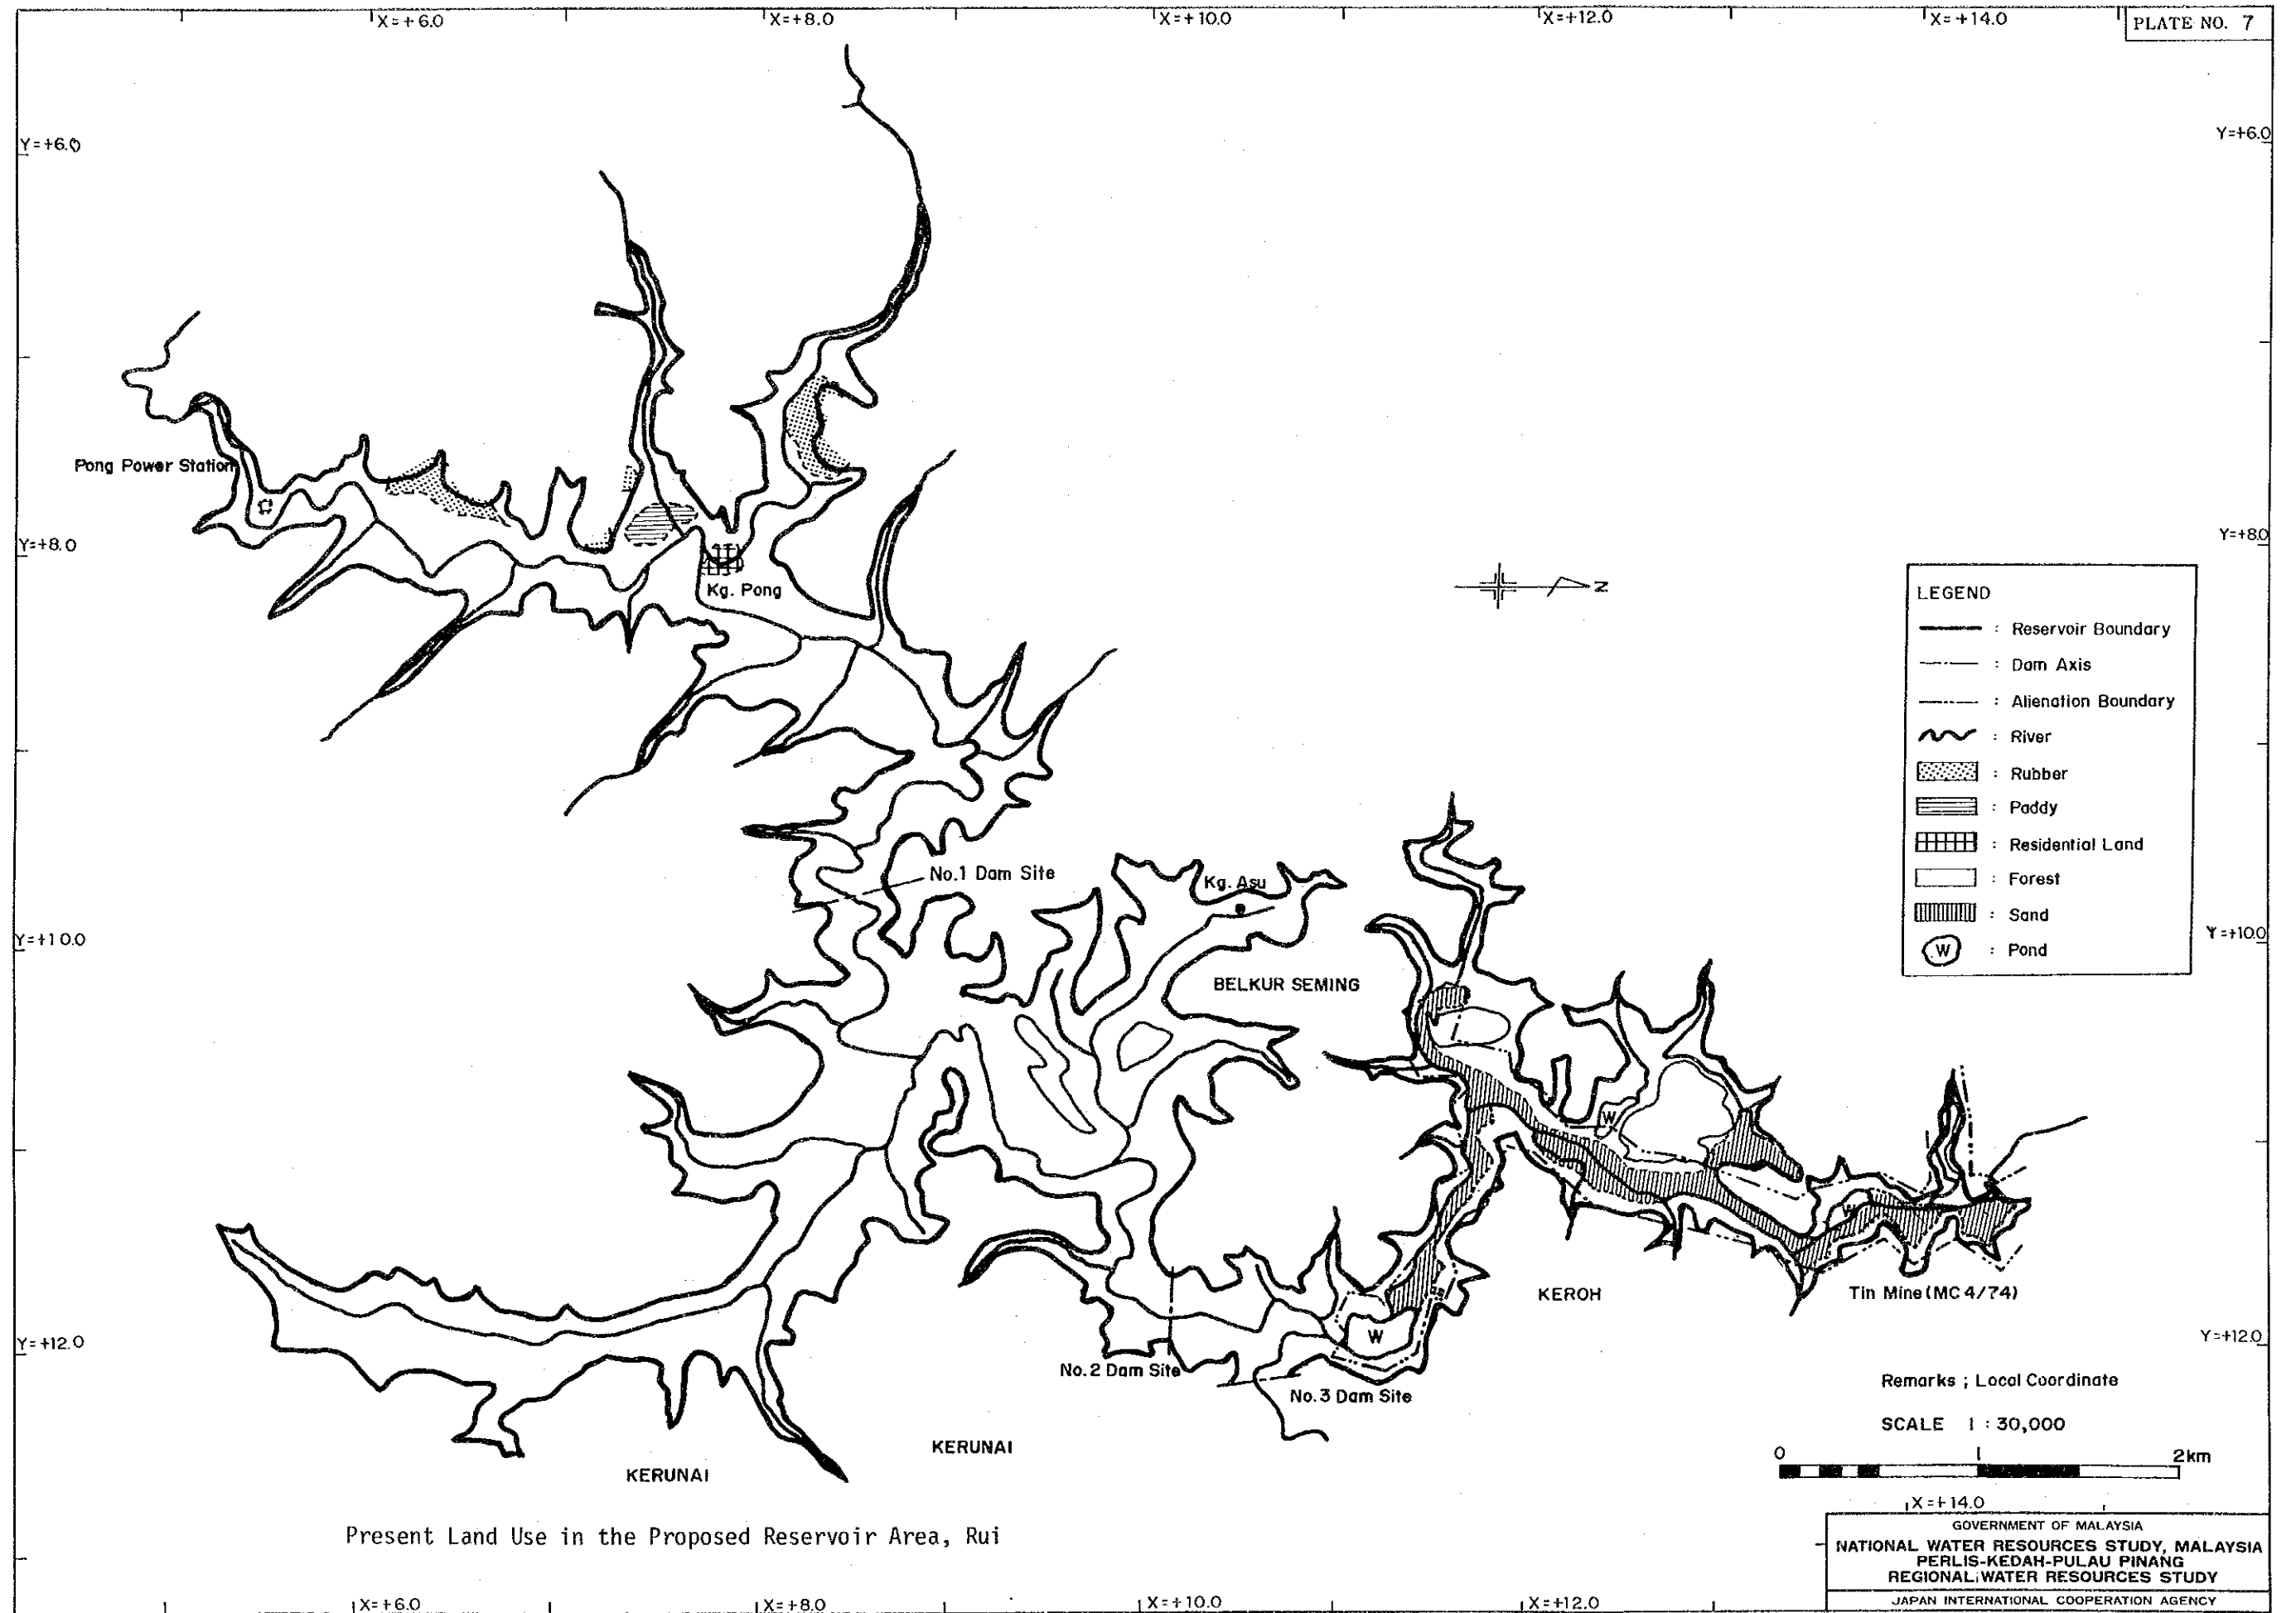 X=+6.0
X=+8.0
X=+10.0
X=+12.0
X=+14.0
PLATE NO. 7
Y=+6.0
Y=+6.0
Pong Power Station
Y=+8.0
Y=+8.0
Kg. Pong
N
LEGEND
: Reservoir Boundary
: Dam Axis
: Alienation Boundary
: River
: Rubber
: Paddy
: Residential Land
: Forest
: Sand
W : Pond
No.1 Dam Site
Kg. Asu
Y=+10.0
Y=+10.0
BELKUR SEMING
W
W
KEROH
Tin Mine (MC 4/74)
W
Y=+12.0
Y=+12.0
No.2 Dam Site
No.3 Dam Site
Remarks ; Local Coordinate
SCALE 1 : 30,000
0 1 2km
KERUNAI
KERUNAI
X=+14.0
Present Land Use in the Proposed Reservoir Area, Rui
GOVERNMENT OF MALAYSIA
NATIONAL WATER RESOURCES STUDY, MALAYSIA
PERLIS-KEDAH-PULAU PINANG
REGIONAL WATER RESOURCES STUDY
JAPAN INTERNATIONAL COOPERATION AGENCY
X=+6.0
X=+8.0
X=+10.0
X=+12.0